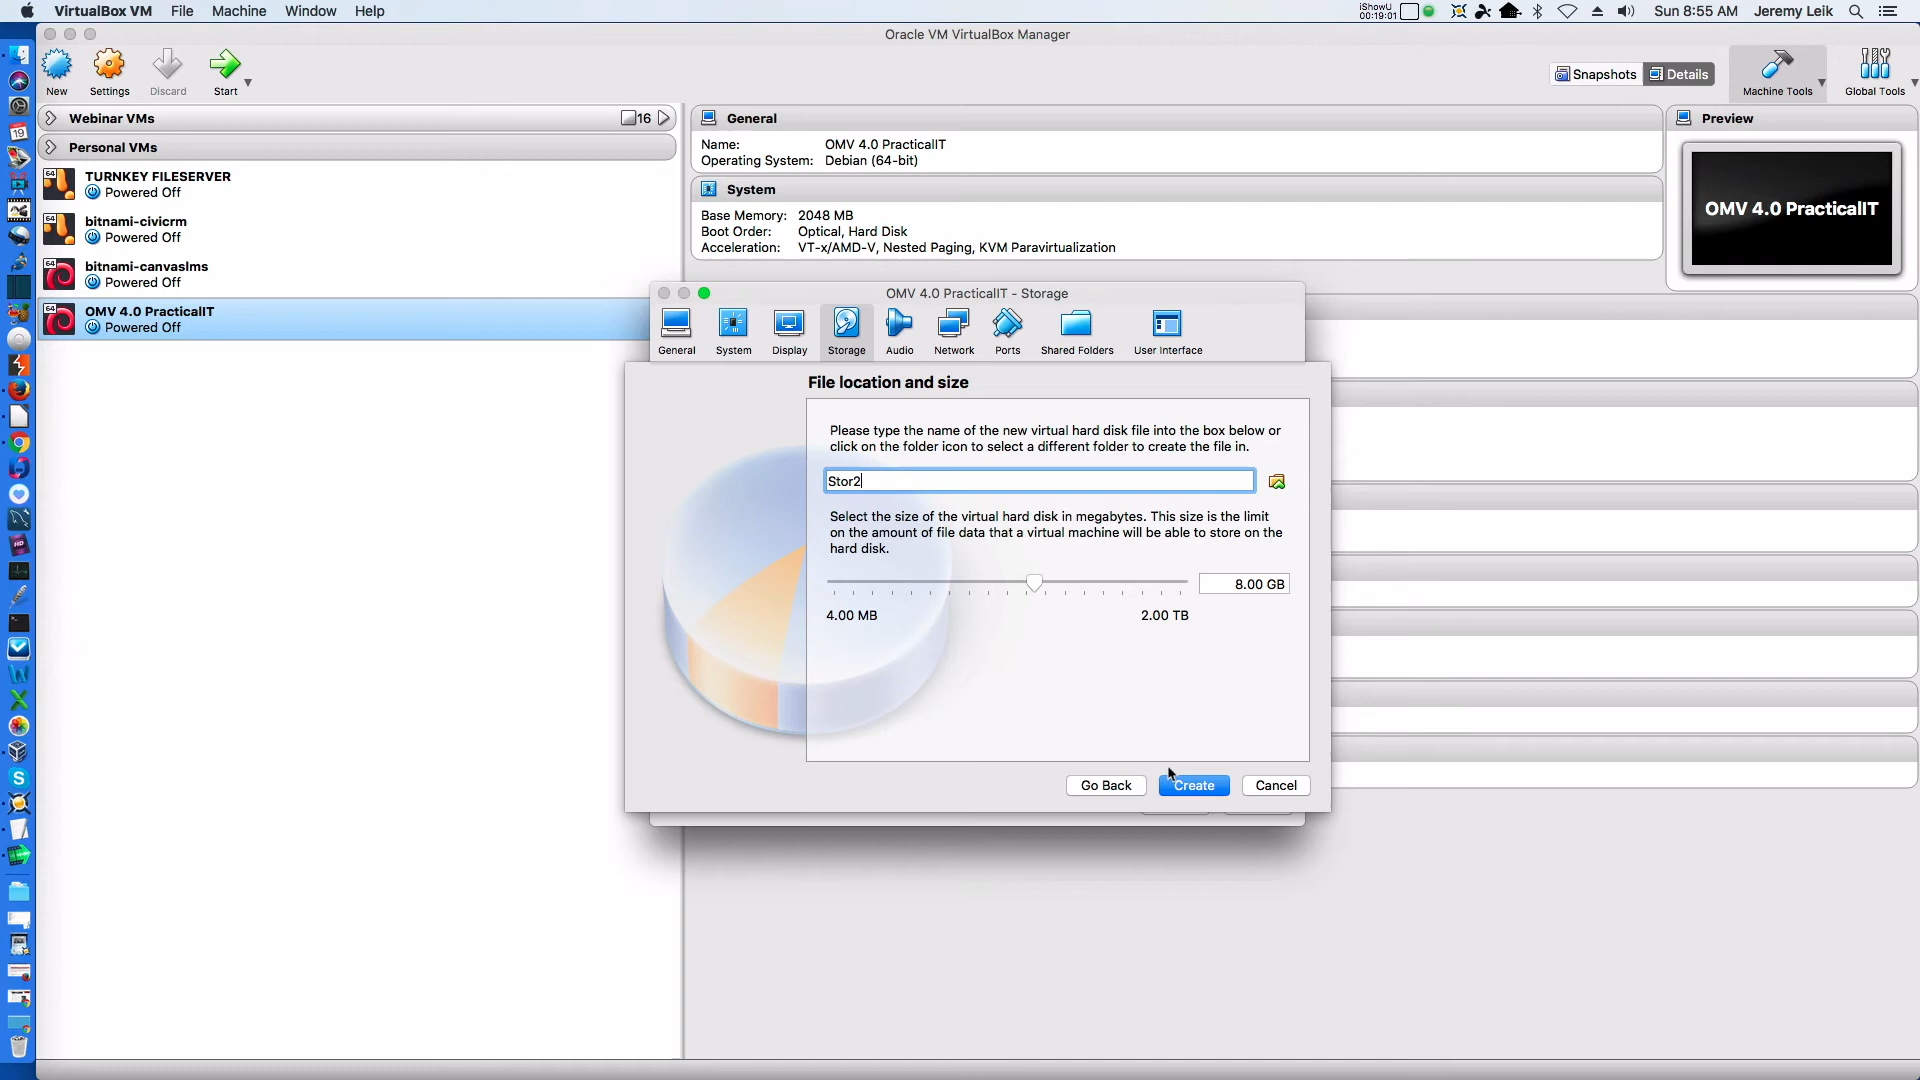 VirtualBox VM File Machine Window Help
iShowU
00:19:01
Sun 8:55 AM Jeremy Leik
Oracle VM VirtualBox Manager
New Settings Discard Start
Snapshots Details
Machine Tools Global Tools
Webinar VMs 16
Personal VMs
64 TURNKEY FILESERVER
Powered Off
64 bitnami-civicrm
Powered Off
64 bitnami-canvaslms
Powered Off
64 OMV 4.0 PracticalIT
Powered Off
General
Name: OMV 4.0 PracticalIT
Operating System: Debian (64-bit)
System
Base Memory: 2048 MB
Boot Order: Optical, Hard Disk
Acceleration: VT-x/AMD-V, Nested Paging, KVM Paravirtualization
Preview
OMV 4.0 PracticalIT
OMV 4.0 PracticalIT - Storage
General System Display Storage Audio Network Ports Shared Folders User Interface
File location and size
Please type the name of the new virtual hard disk file into the box below or
click on the folder icon to select a different folder to create the file in.
Stor2
Select the size of the virtual hard disk in megabytes. This size is the limit
on the amount of file data that a virtual machine will be able to store on the
hard disk.
8.00 GB
4.00 MB 2.00 TB
Go Back Create Cancel
19